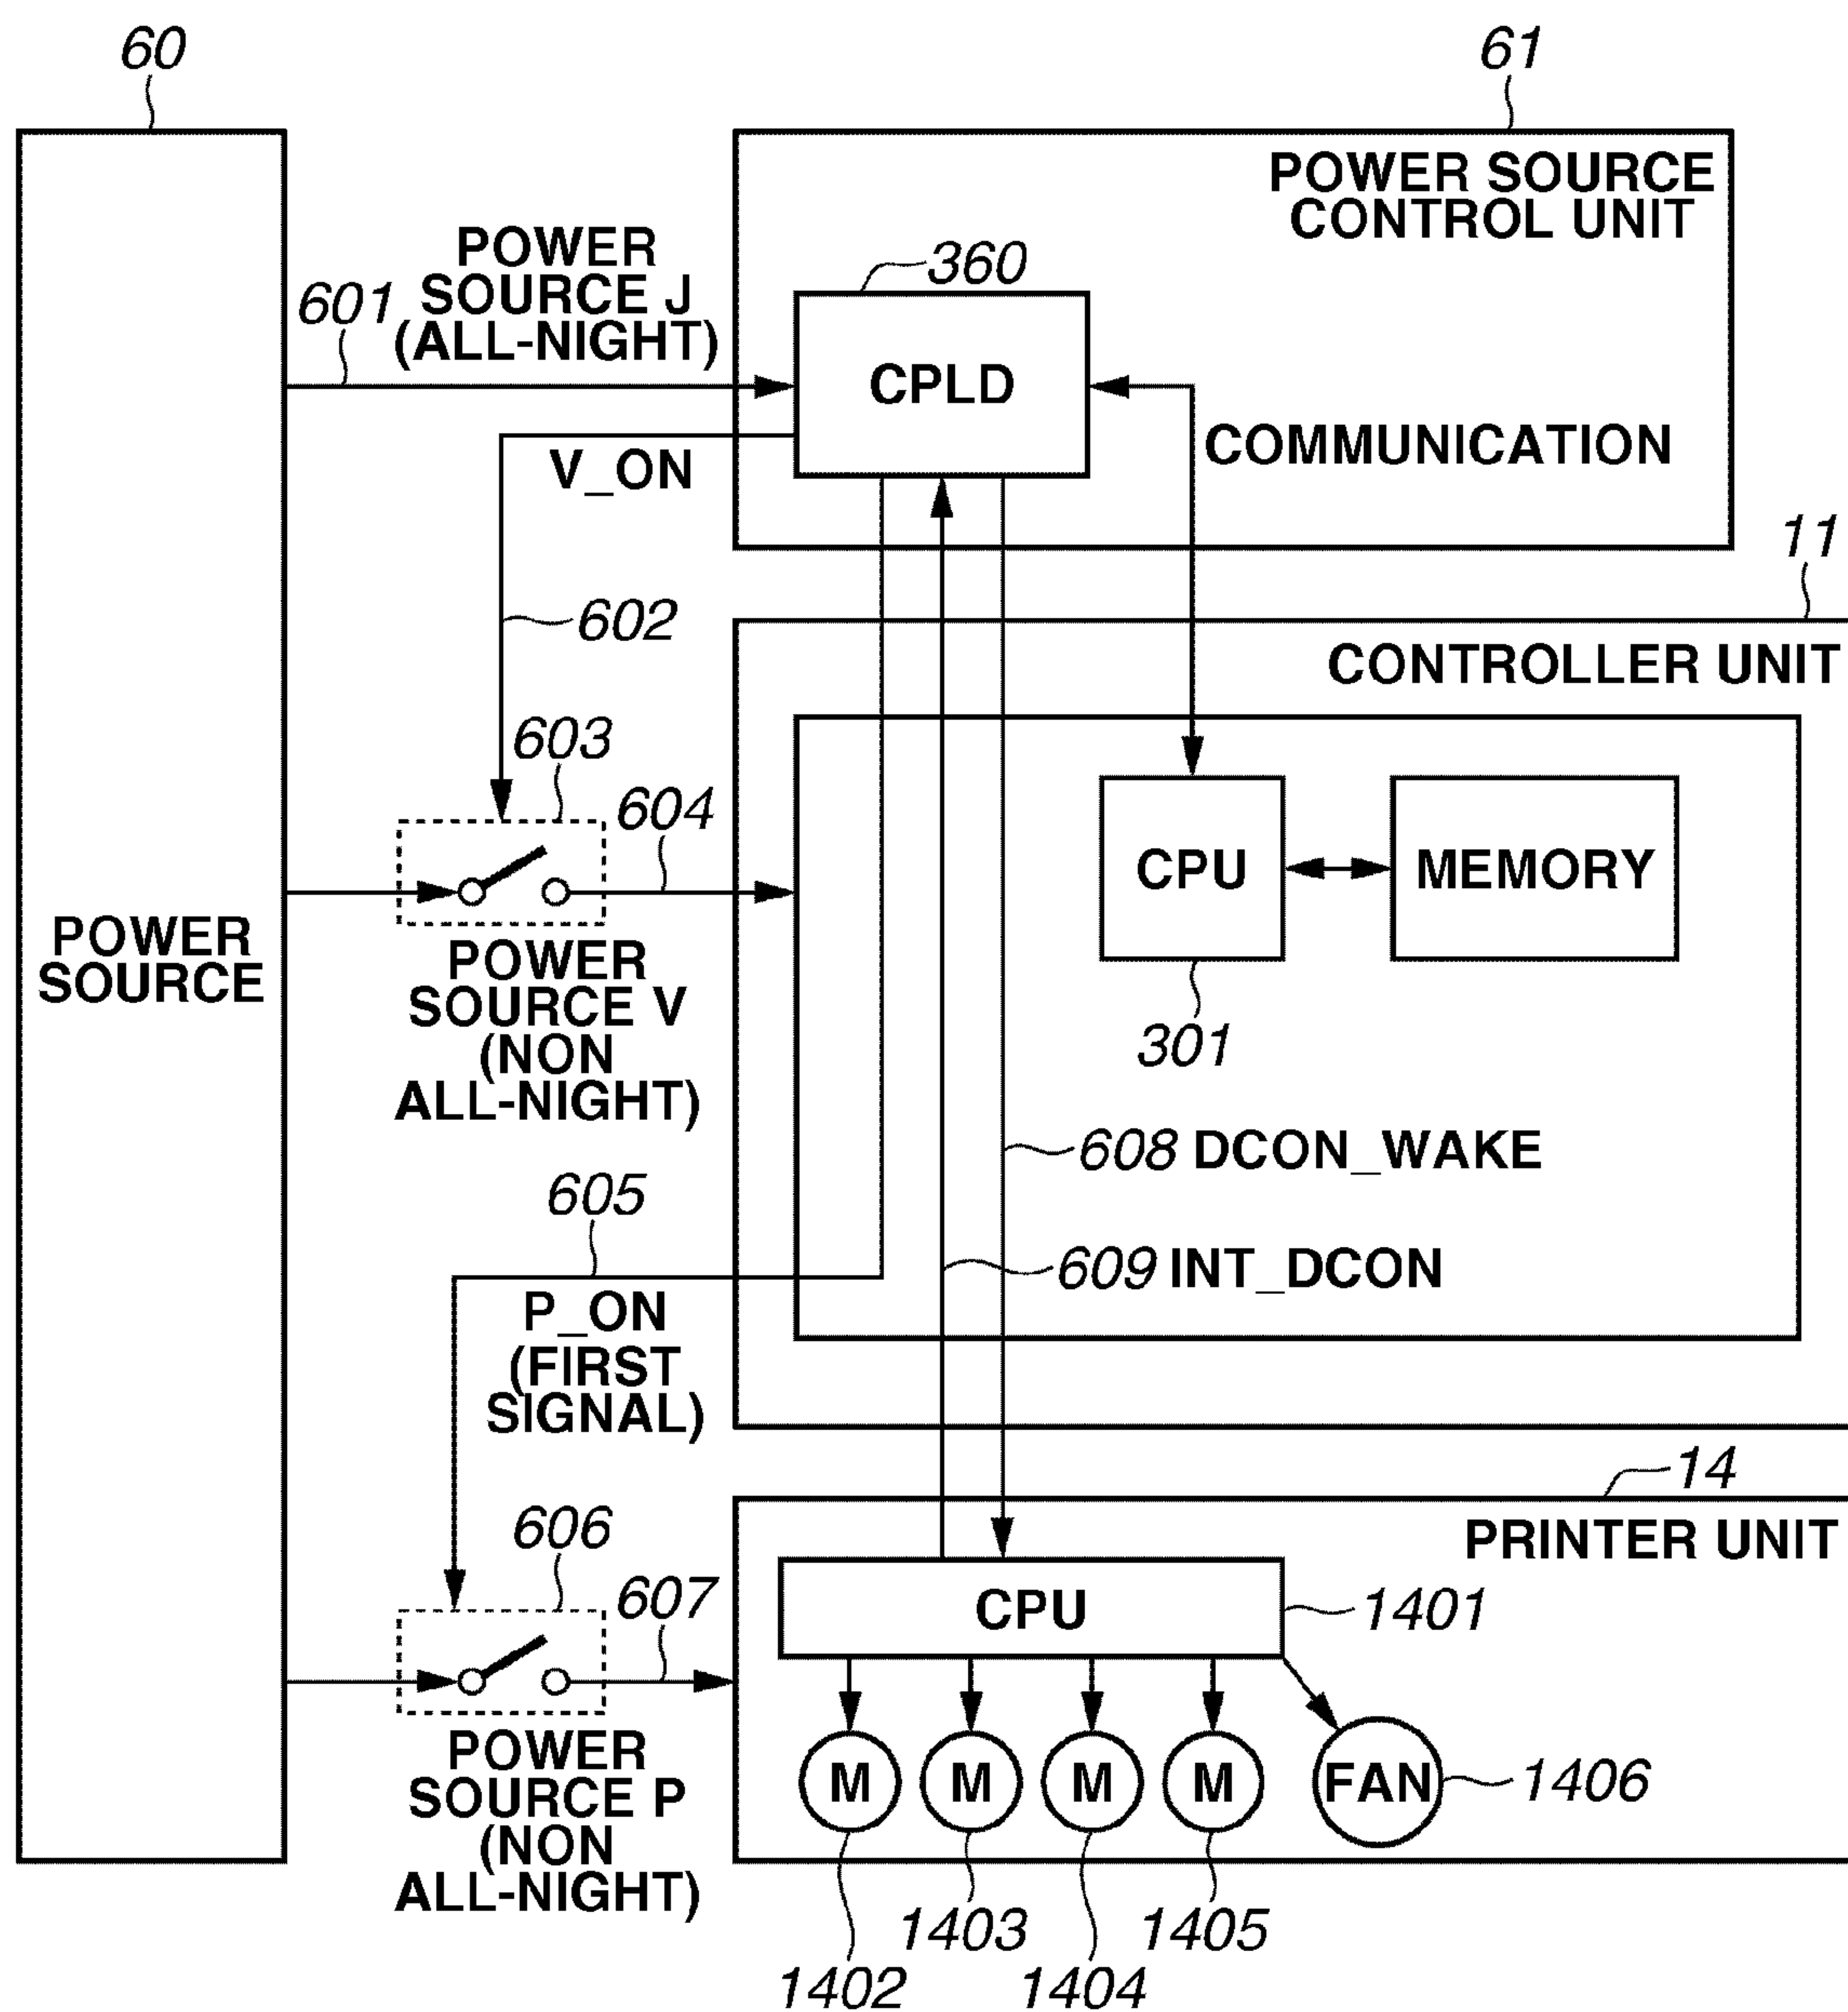 60
61
POWER SOURCE
CONTROL UNIT
POWER
SOURCE J
(ALL-NIGHT)
601
360
CPLD
COMMUNICATION
V_ON
11
602
CONTROLLER UNIT
603
604
CPU
MEMORY
POWER
SOURCE
POWER
SOURCE V
(NON
ALL-NIGHT)
301
608 DCON_WAKE
605
609 INT_DCON
P_ON
(FIRST
SIGNAL)
14
PRINTER UNIT
606
607
CPU
1401
POWER
SOURCE P
(NON
ALL-NIGHT)
M
M
M
M
FAN
1406
1403
1405
1402
1404